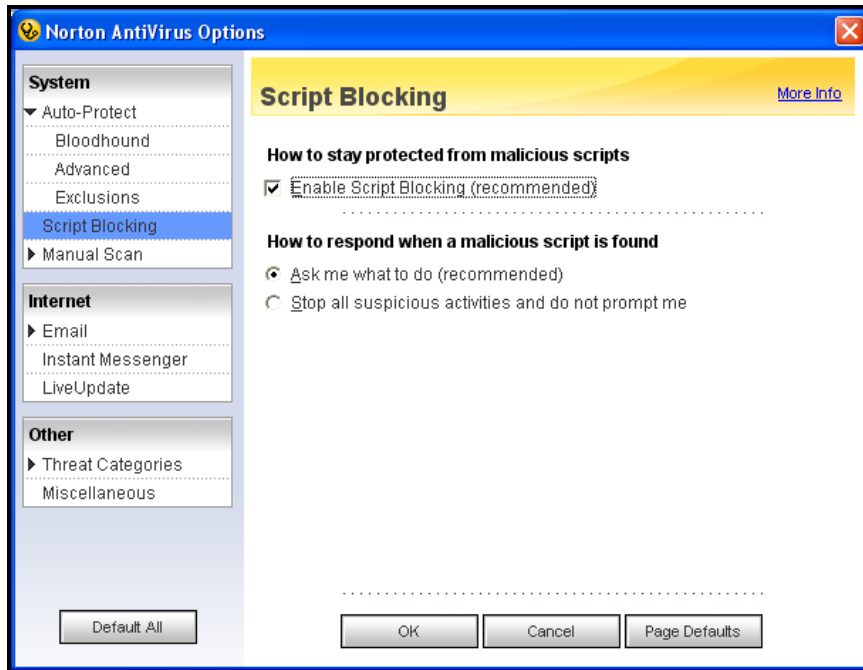 Norton AntiVirus Options
System
Auto-Protect
Bloodhound
Advanced
Exclusions
Script Blocking
Manual Scan
Internet
Email
Instant Messenger
LiveUpdate
Other
Threat Categories
Miscellaneous
Default All
Script Blocking
More Info
How to stay protected from malicious scripts
Enable Script Blocking (recommended)
How to respond when a malicious script is found
Ask me what to do (recommended)
Stop all suspicious activities and do not prompt me
OK
Cancel
Page Defaults